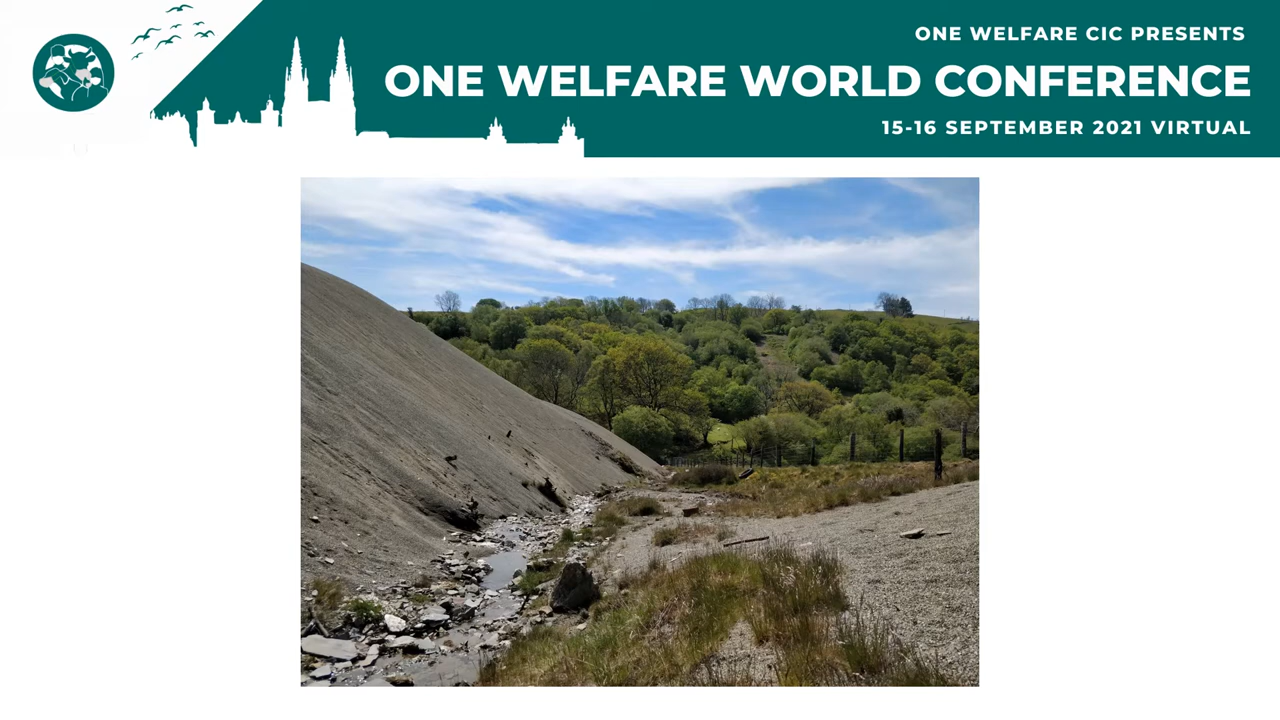 ONE WELFARE CIC PRESENTS
ONE WELFARE WORLD CONFERENCE
15-16 SEPTEMBER 2021 VIRTUAL